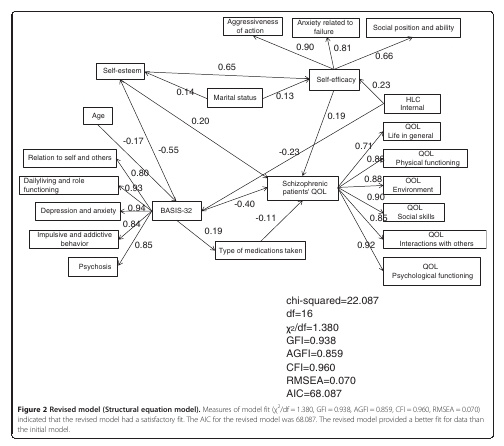 Aggressiveness
of action
Anxiety related to
failure
Social position and ability
0.90
0.81
0.66
0.65
Self-esteem
Self-efficacy
0.14
Marital status
0.13
0.23
HLC
Internal
Age
0.20
0.19
QOL
Life in general
-0.17
-0.55
-0.23
0.71
Relation to self and others
0.80
QOL
Physical functioning
Dailyliving and role
functioning
0.93
Schizophrenic
patients' QOL
0.88
QOL
Environment
0.90
Depression and anxiety
0.94
BASIS-32
-0.40
QOL
Social skills
0.84
-0.11
Impulsive and addictive
behavior
0.19
QOL
Interactions with others
0.85
Type of medications taken
0.92
Psychosis
QOL
Psychological functioning
chi-squared=22.087
df=16
χ2/df=1.380
GFI=0.938
AGFI=0.859
CFI=0.960
RMSEA=0.070
AIC=68.087
Figure 2 Revised model (Structural equation model). Measures of model fit (χ²/df = 1.380, GFI = 0.938, AGFI = 0.859, CFI = 0.960, RMSEA = 0.070)
indicated that the revised model had a satisfactory fit. The AIC for the revised model was 68.087. The revised model provided a better fit for data than
the initial model.